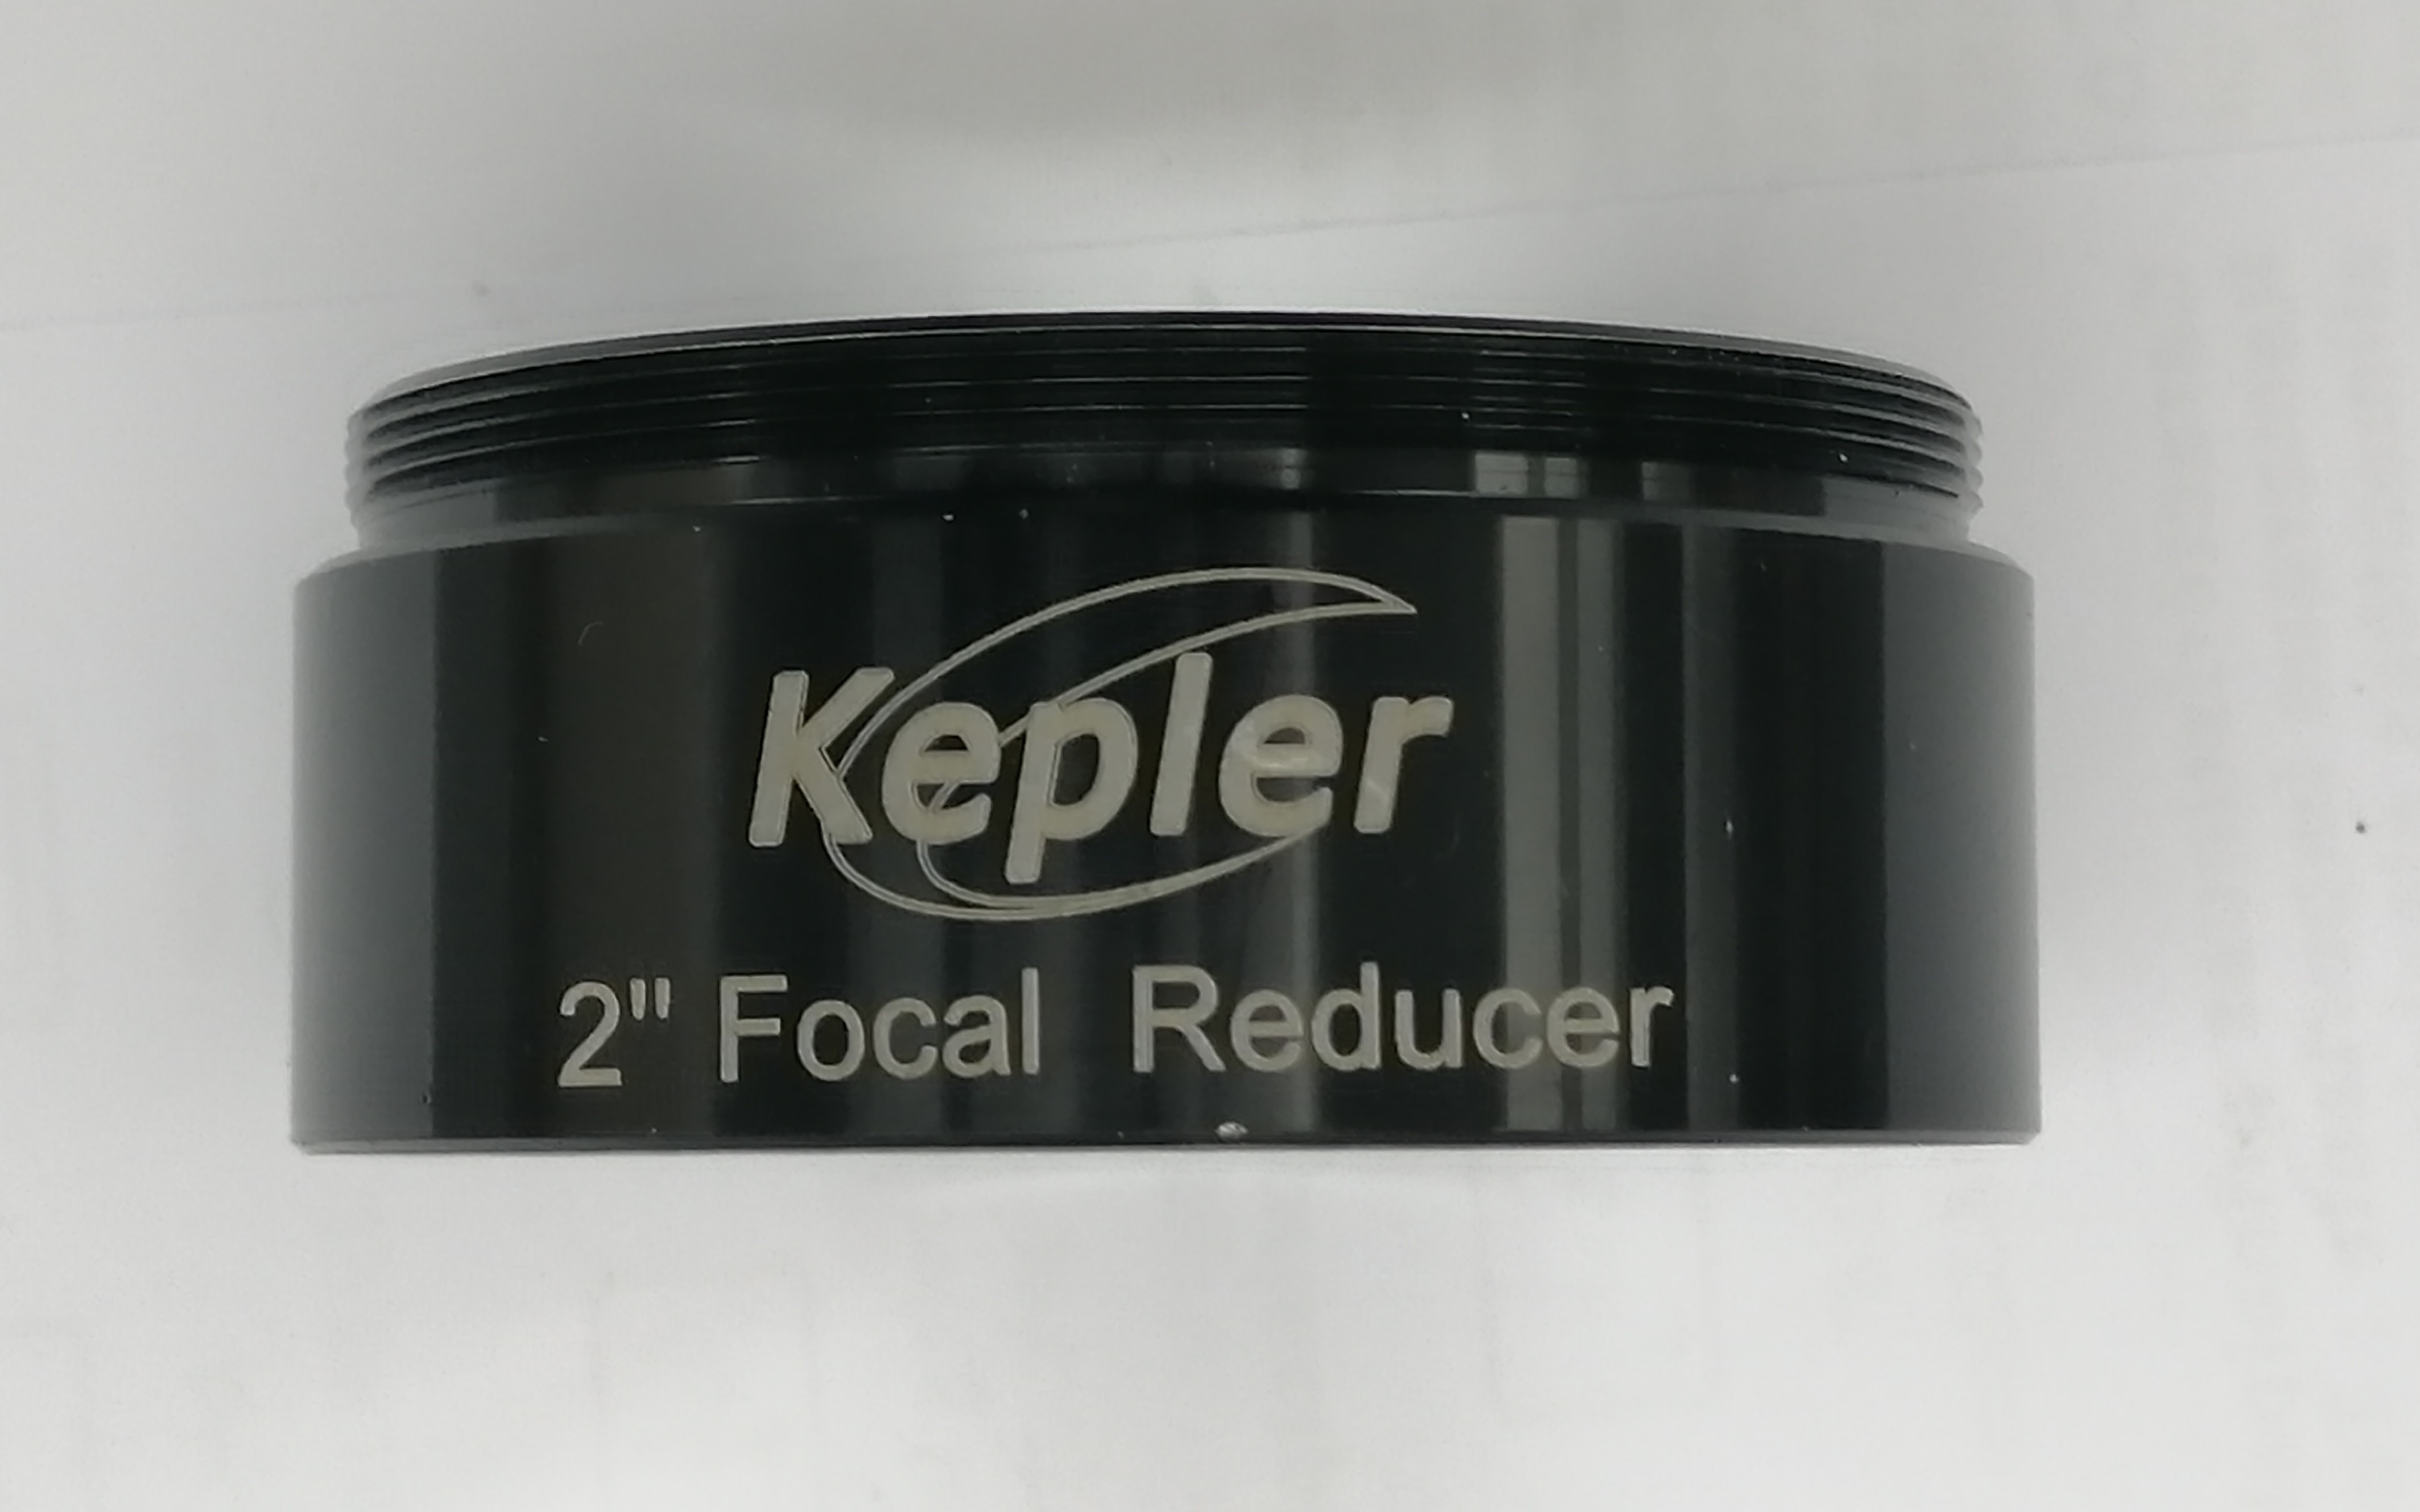 Kepler
2" Focal Reducer